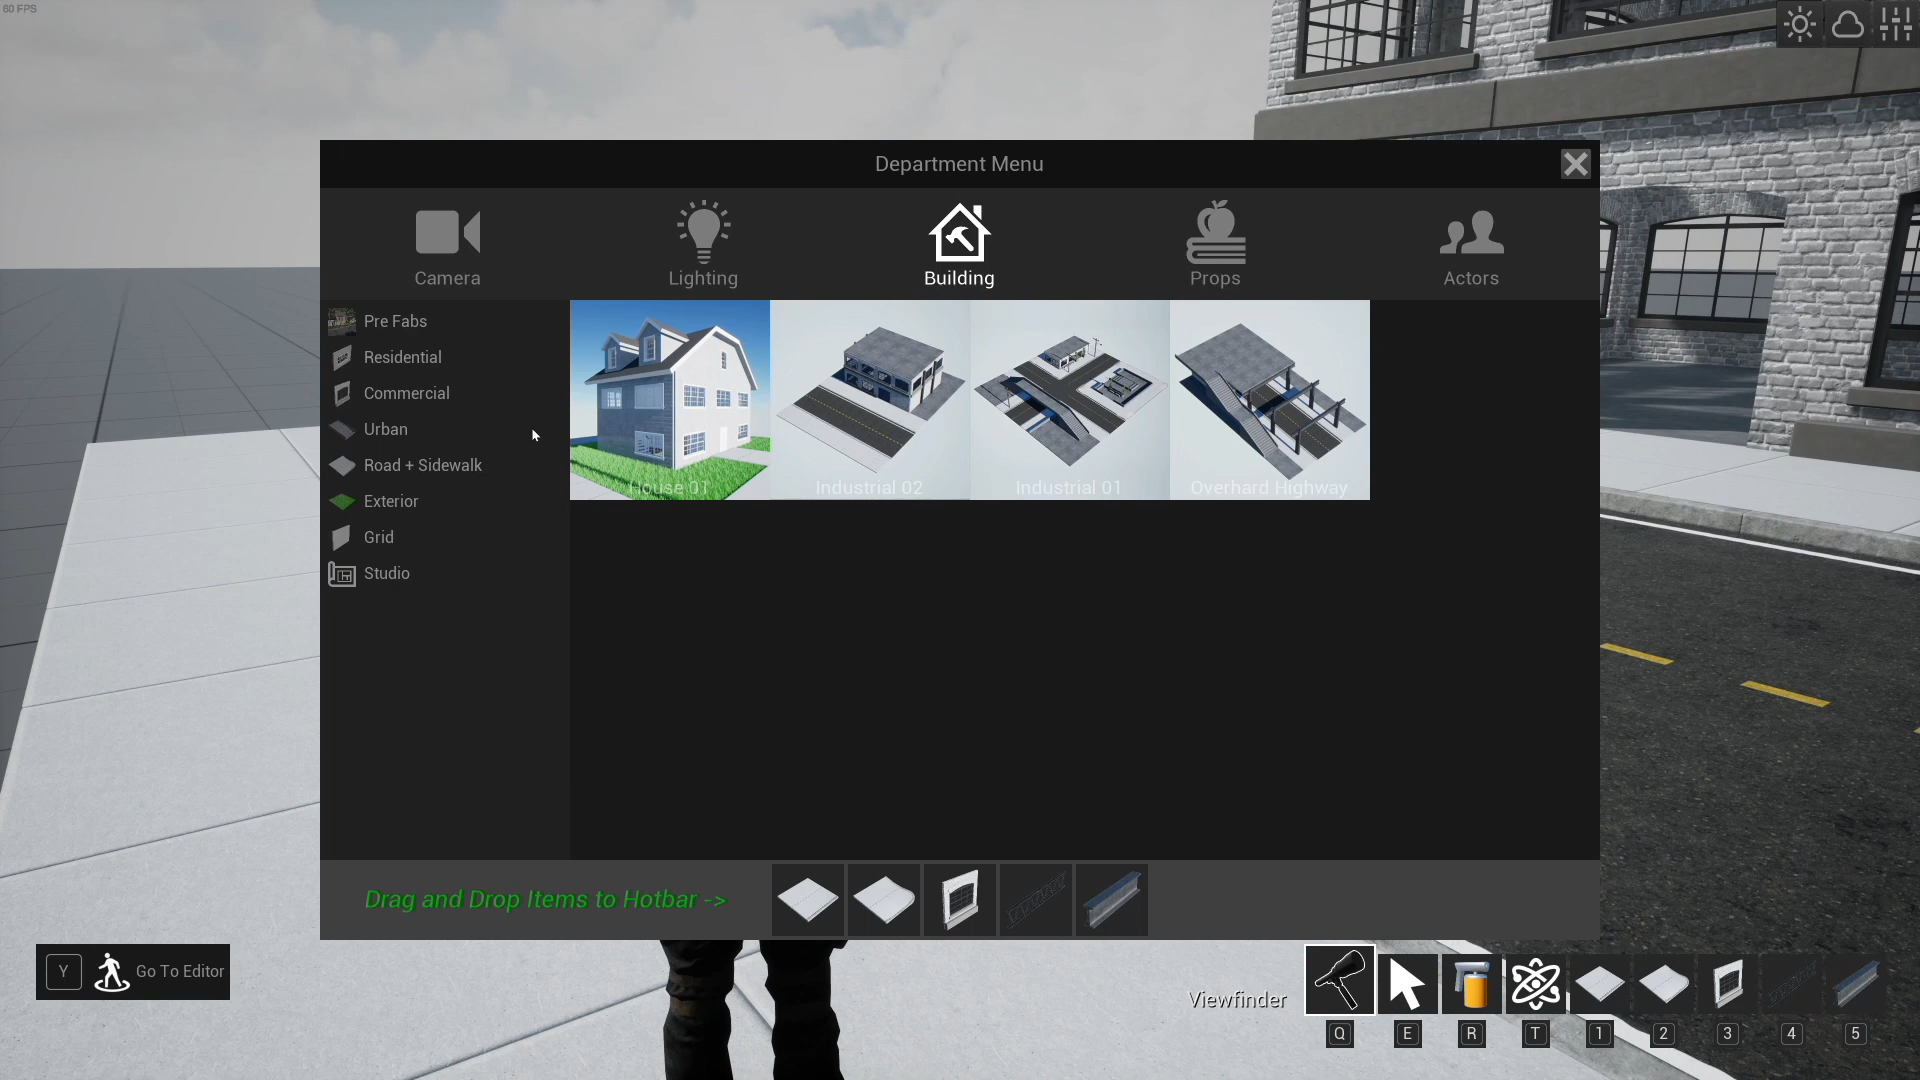 60 FPS
Department Menu
Camera
Lighting
Building
Props
Actors
Pre Fabs
Residential
Commercial
Urban
Road + Sidewalk
Exterior
Grid
Studio
House 01
Industrial 02
Industrial 01
Overhard Highway
Drag and Drop Items to Hotbar ->
Y
Go To Editor
Viewfinder
Q
E
R
T
1
2
3
4
5